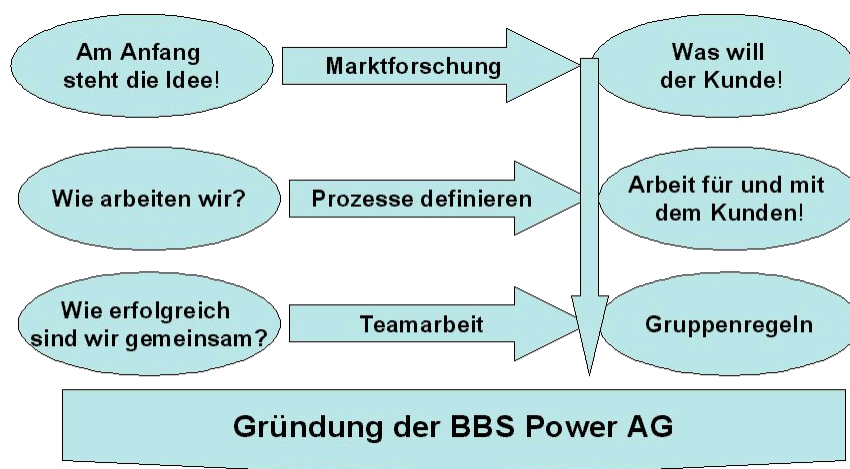 Am Anfang
steht die Idee!
Marktforschung
Was will
der Kunde!
Wie arbeiten wir?
Prozesse definieren
Arbeit für und mit
dem Kunden!
Wie erfolgreich
sind wir gemeinsam?
Teamarbeit
Gruppenregeln
Gründung der BBS Power AG